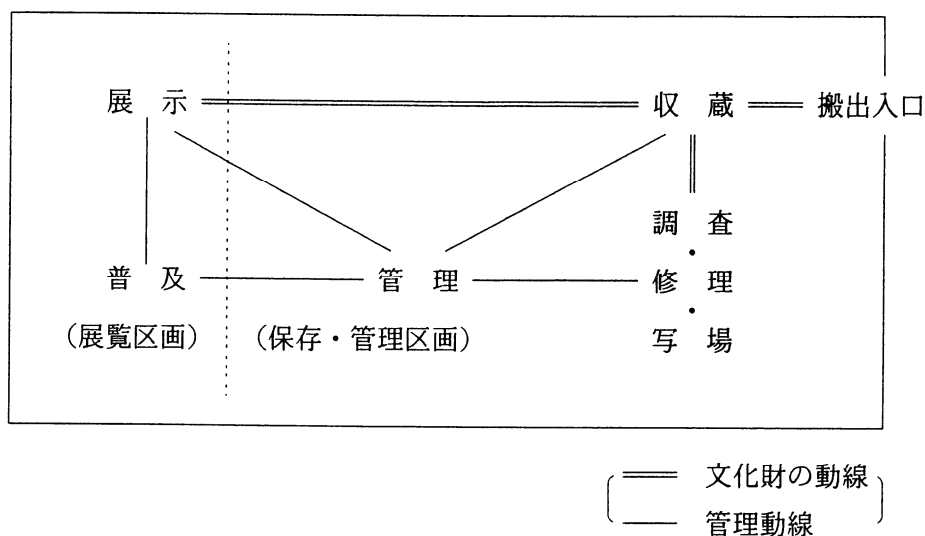 展示
収蔵
搬出入口
調査
・
修理
・
写場
普及
管理
(展覧区画)
(保存・管理区画)
文化財の動線
管理動線